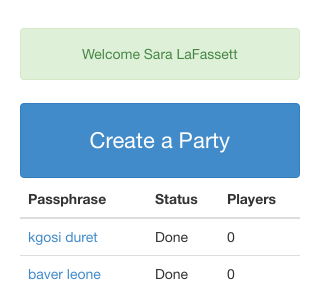 Welcome Sara LaFassett
Create a Party
Passphrase Status Players
kgosi duret Done 0
baver leone Done 0